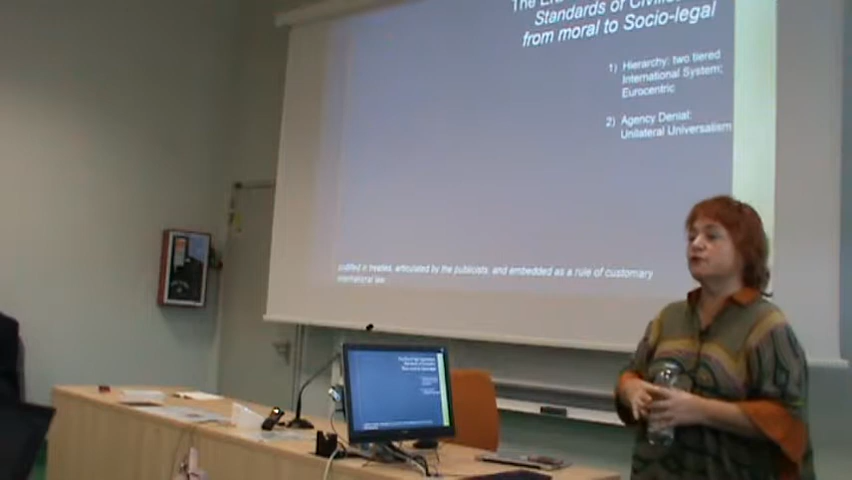 The
Standards of
from moral to Socio-legal
1) Hierarchy: two tiered
International System;
Eurocentric
2) Agency Denial:
Unilateral Universalism
codified in treaties, articulated by the publicists, and embedded as a rule of customary
international law